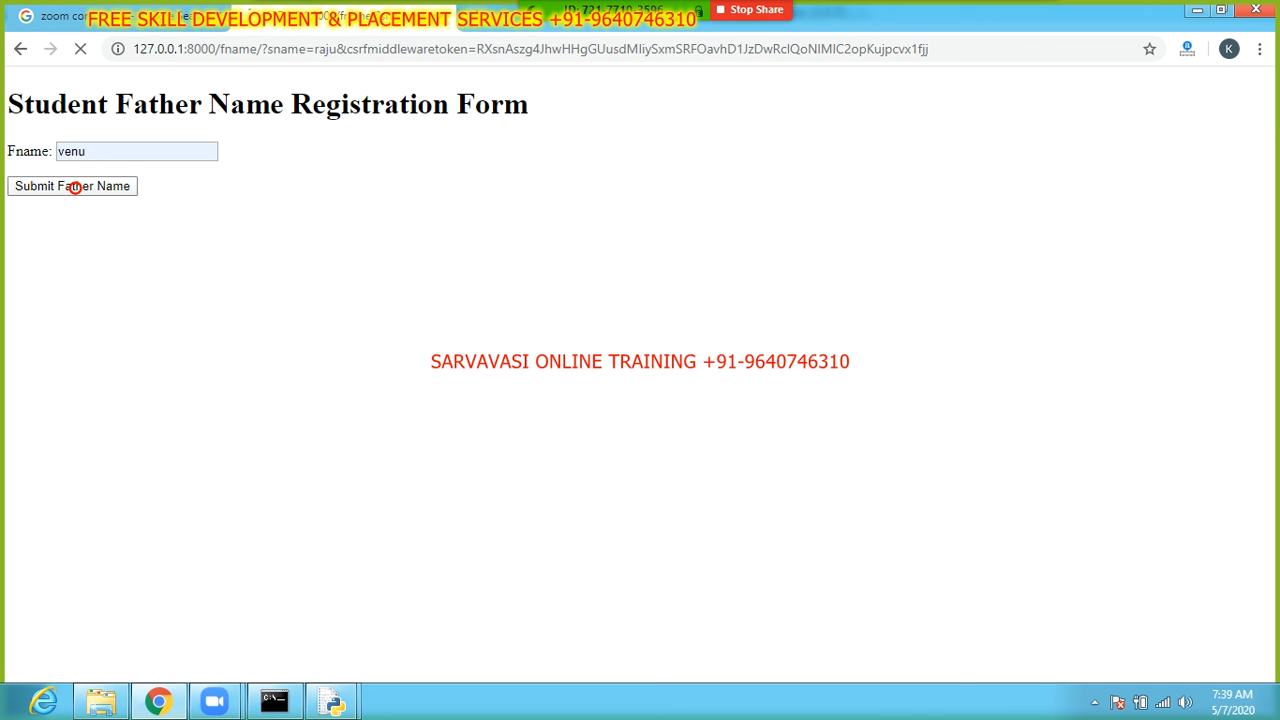 zoom
FREE SKILL DEVELOPMENT & PLACEMENT SERVICES +91-9640746310
Stop Share
127.0.0.1:8000/fname/?sname=raju&csrfmiddlewaretoken=RXsnAszg4JhwHHgGUusdMIiySxmSRFOavhD1JzDwRcIQoNIMIC2opKujpcvx1fjj
K
Student Father Name Registration Form
Fname: venu
Submit Father Name
SARVAVASI ONLINE TRAINING +91-9640746310
7:39 AM
5/7/2020